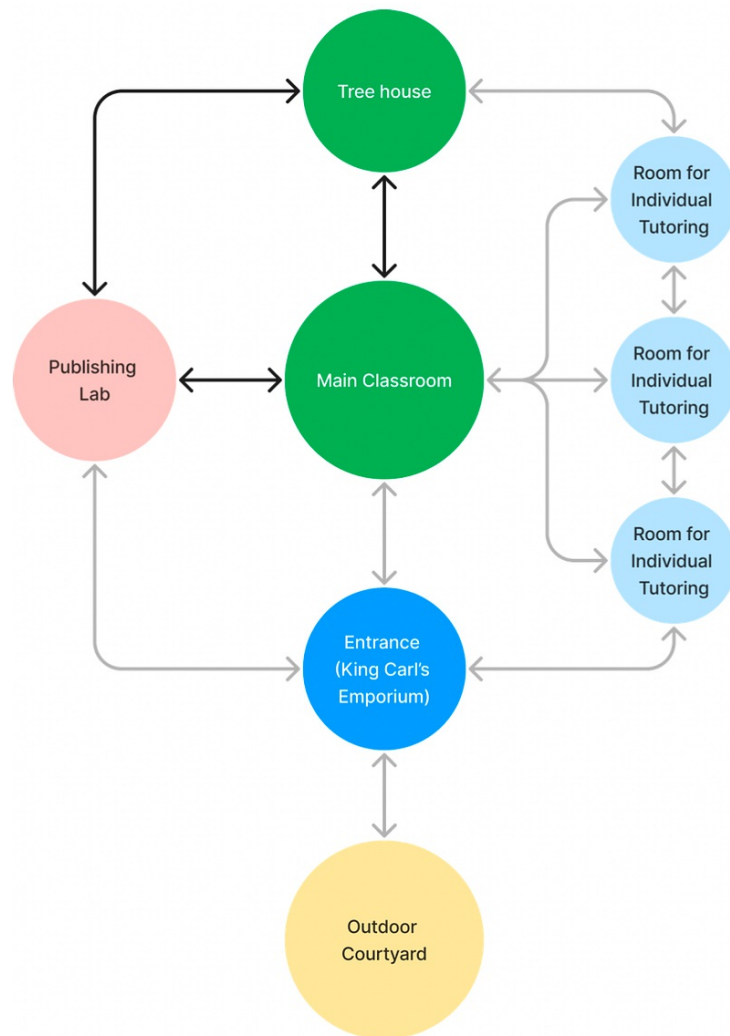 Tree house
Room for
Individual
Tutoring
Publishing
Lab
Main Classroom
Room for
Individual
Tutoring
Room for
Individual
Tutoring
Entrance
(King Carl's
Emporium)
Outdoor
Courtyard